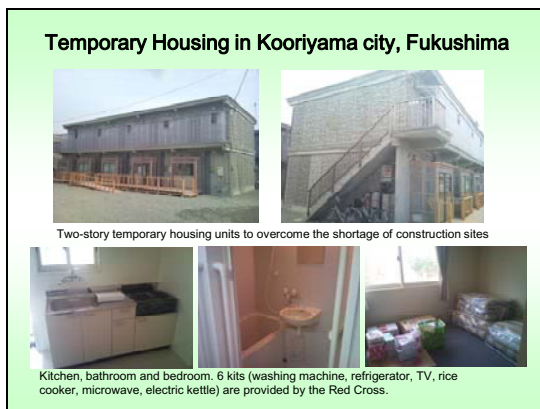 Temporary Housing in Kooriyama city, Fukushima
Two-story temporary housing units to overcome the shortage of construction sites
Kitchen, bathroom and bedroom. 6 kits (washing machine, refrigerator, TV, rice
cooker, microwave, electric kettle) are provided by the Red Cross.